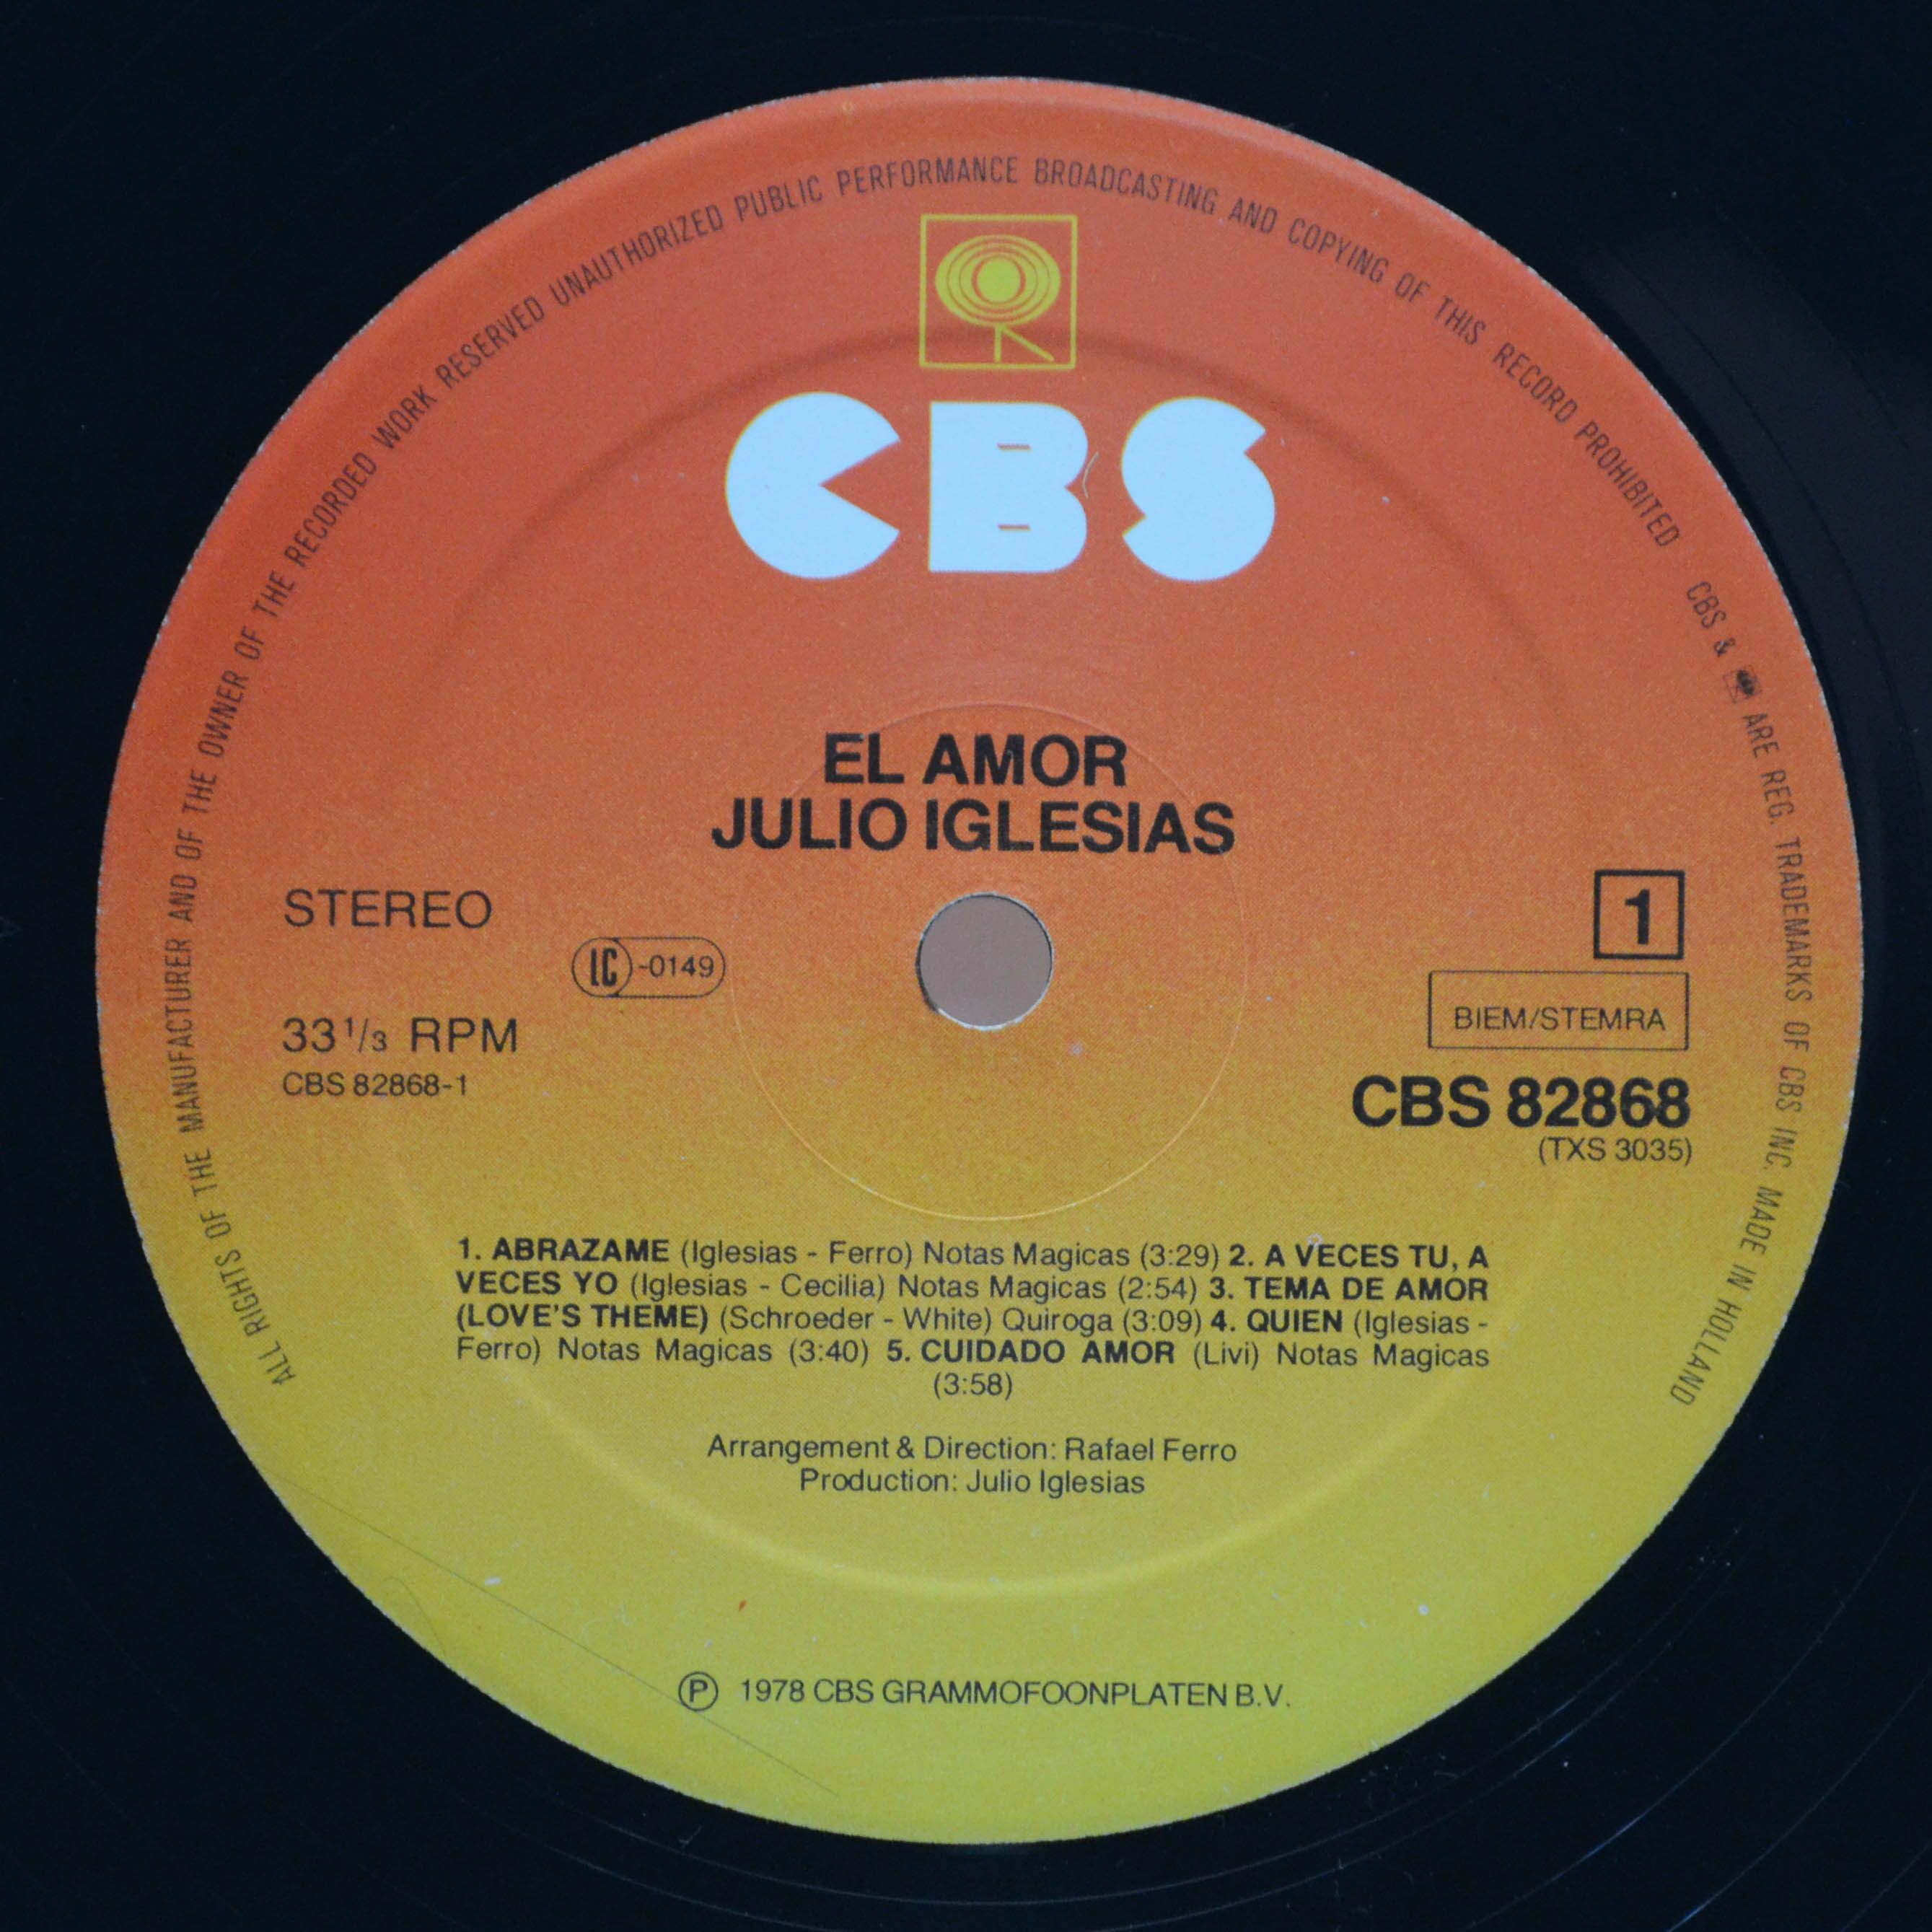 ALL RIGHTS OF THE MANUFACTURER AND OF THE OWNER OF THE RECORDED WORK RESERVED UNAUTHORIZED PUBLIC PERFORMANCE BROADCASTING AND COPYING OF THIS RECORD PROHIBITED CBS & ARE REG. TRADEMARKS OF CBS INC. MADE IN HOLLAND
CBS
EL AMOR
JULIO IGLESIAS
STEREO
LC-0149
1
33 1/3 RPM
BIEM/STEMRA
CBS 82868-1
CBS 82868
(TXS 3035)
1. ABRAZAME (Iglesias - Ferro) Notas Magicas (3:29) 2. A VECES TU, A
VECES YO (Iglesias - Cecilia) Notas Magicas (2:54) 3. TEMA DE AMOR
(LOVE'S THEME) (Schroeder - White) Quiroga (3:09) 4. QUIEN (Iglesias -
Ferro) Notas Magicas (3:40) 5. CUIDADO AMOR (Livi) Notas Magicas
(3:58)
Arrangement & Direction: Rafael Ferro
Production: Julio Iglesias
Ⓟ 1978 CBS GRAMMOFOONPLATEN B.V.